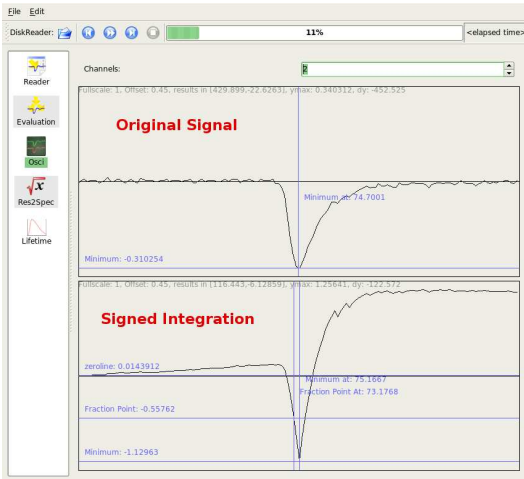 File Edit
DiskReader: 11% <elapsed time>
Reader
Evaluation
Osci
Res2Spec
Lifetime
Channels: 2
Fullscale: 1, Offset: 0.45, results in [429.899,-22.6263], ymax: 0.340312, dy: -452.525
Original Signal
Minimum at: 74.7001
Minimum: -0.310254
Fullscale: 1, Offset: 0.45, results in [116.443,-6.12859], ymax: 1.25641, dy: -122.572
Signed Integration
zeroline: 0.0143912
Minimum at: 75.1667
Fraction Point At: 73.1768
Fraction Point: -0.55762
Minimum: -1.12963